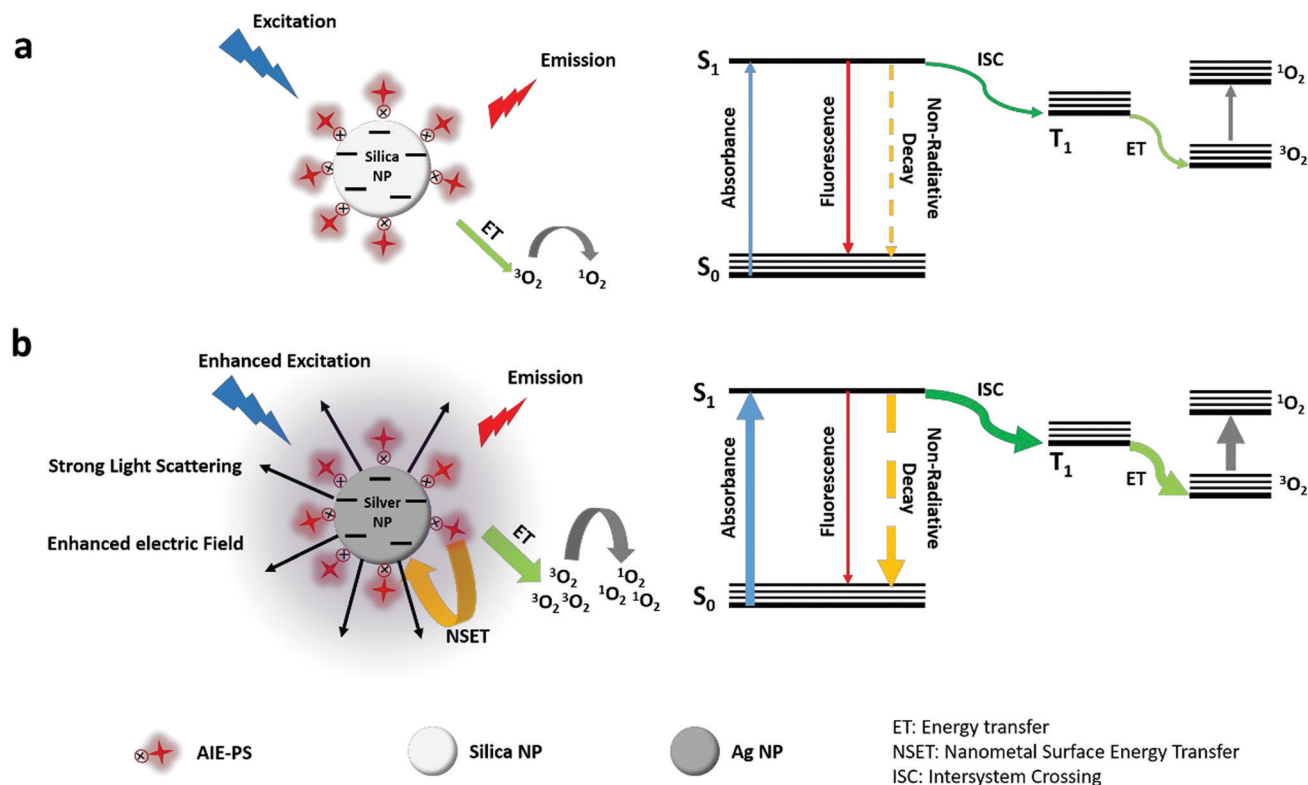 a
Excitation
Emission
Silica
NP
ET
³O₂
¹O₂
S₁
S₀
Absorbance
Fluorescence
Non-Radiative
Decay
ISC
T₁
ET
¹O₂
³O₂
b
Enhanced Excitation
Emission
Strong Light Scattering
Enhanced electric Field
Silver
NP
ET
NSET
³O₂
³O₂³O₂
¹O₂
¹O₂ ¹O₂
S₁
S₀
Absorbance
Fluorescence
Non-Radiative
Decay
ISC
T₁
ET
¹O₂
³O₂
AIE-PS
Silica NP
Ag NP
ET: Energy transfer
NSET: Nanometal Surface Energy Transfer
ISC: Intersystem Crossing